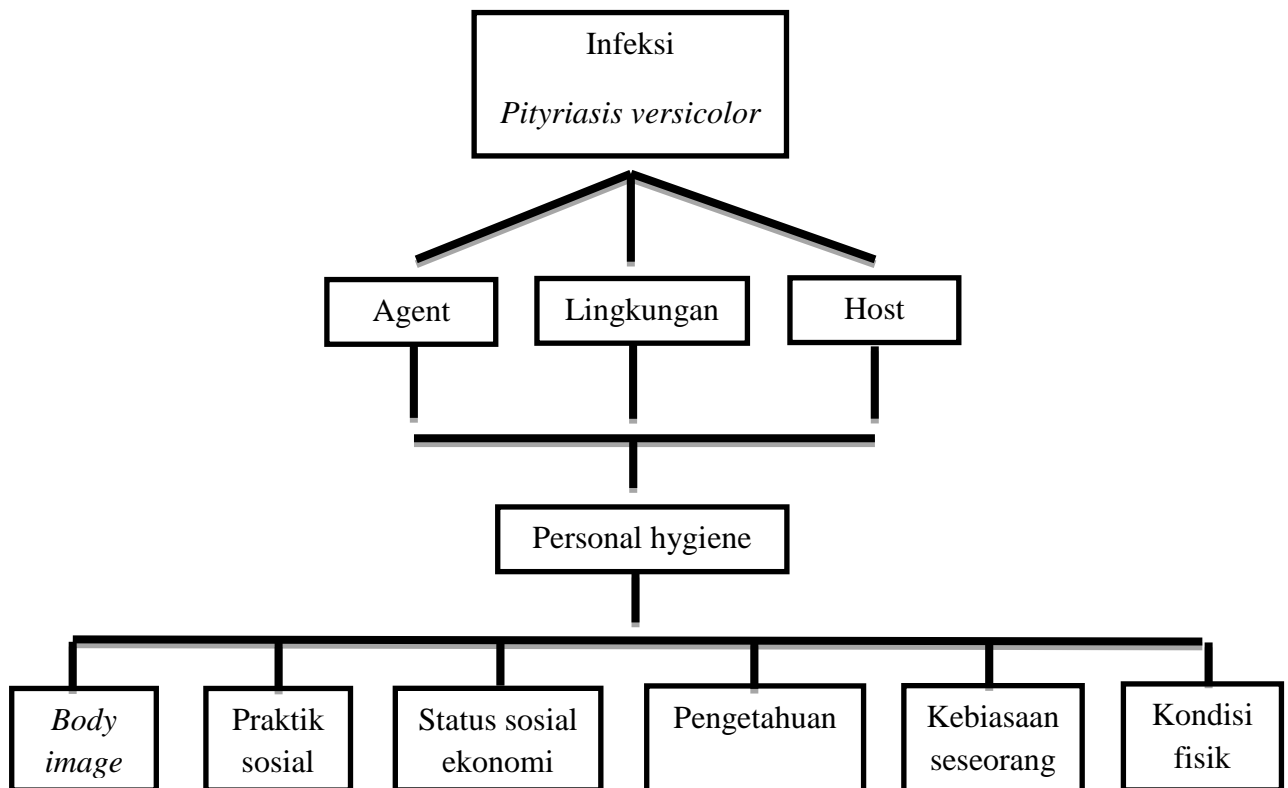 Infeksi
Pityriasis versicolor
Agent
Lingkungan
Host
Personal hygiene
Body
image
Praktik
sosial
Status sosial
ekonomi
Pengetahuan
Kebiasaan
seseorang
Kondisi
fisik